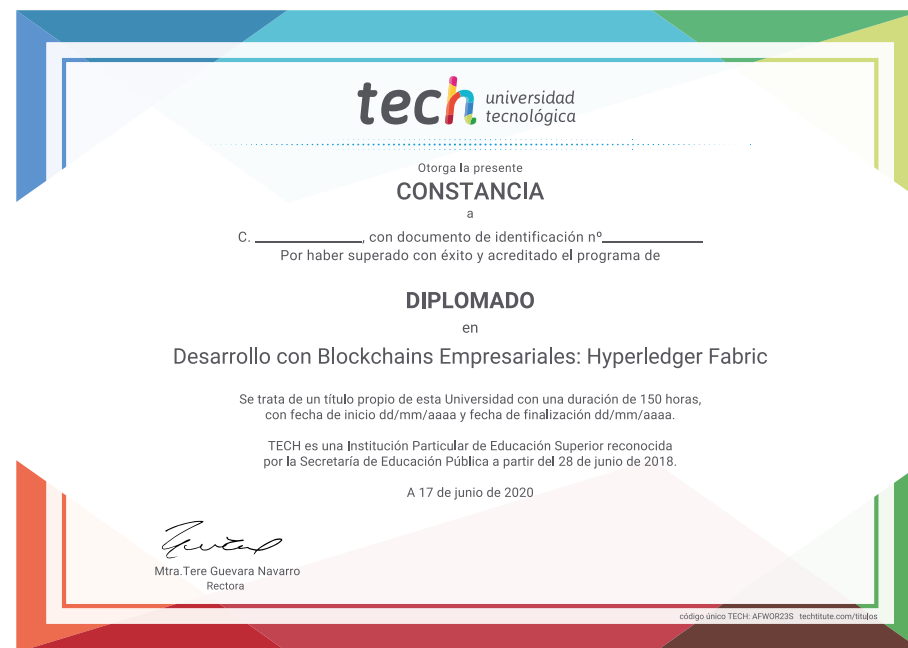 tech universidad
tecnológica
Otorga la presente
CONSTANCIA
a
C. ____________, con documento de identificación nº____________
Por haber superado con éxito y acreditado el programa de
DIPLOMADO
en
Desarrollo con Blockchains Empresariales: Hyperledger Fabric
Se trata de un título propio de esta Universidad con una duración de 150 horas,
con fecha de inicio dd/mm/aaaa y fecha de finalización dd/mm/aaaa.
TECH es una Institución Particular de Educación Superior reconocida
por la Secretaría de Educación Pública a partir del 28 de junio de 2018.
A 17 de junio de 2020
Mtra.Tere Guevara Navarro
Rectora
código único TECH: AFWOR23S techtitute.com/titulos